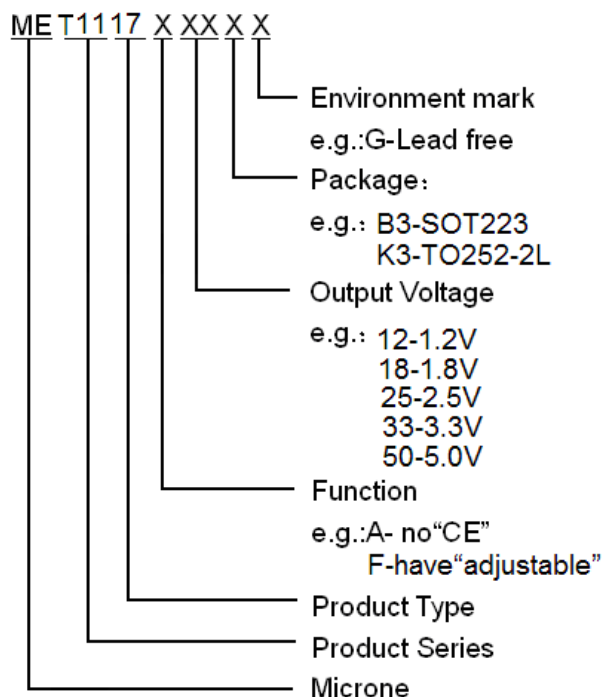 ME T11 17 X XX X X
Environment mark
e.g.:G-Lead free
Package：
e.g.：B3-SOT223
K3-TO252-2L
Output Voltage
e.g.：12-1.2V
18-1.8V
25-2.5V
33-3.3V
50-5.0V
Function
e.g.:A- no“CE”
F-have“adjustable”
Product Type
Product Series
Microne